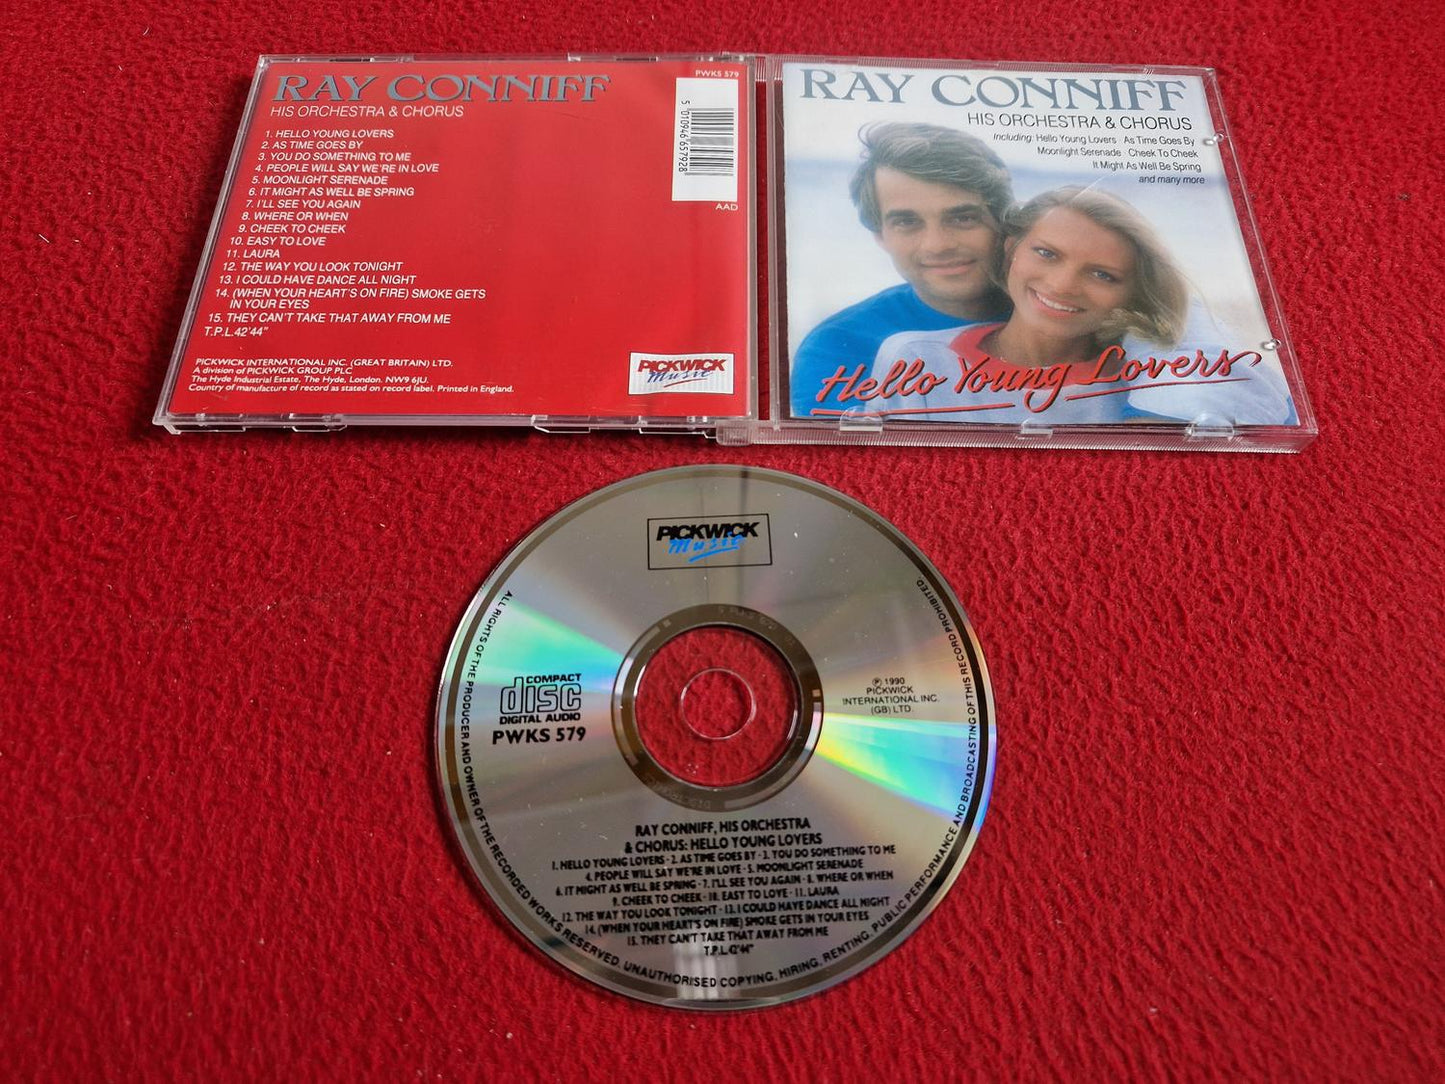 RAY CONNIFF
HIS ORCHESTRA & CHORUS
1. HELLO YOUNG LOVERS
2. AS TIME GOES BY
3. YOU DO SOMETHING TO ME
4. PEOPLE WILL SAY WE'RE IN LOVE
5. MOONLIGHT SERENADE
6. IT MIGHT AS WELL BE SPRING
7. I'LL SEE YOU AGAIN
8. WHERE OR WHEN
9. CHEEK TO CHEEK
10. EASY TO LOVE
11. LAURA
12. THE WAY YOU LOOK TONIGHT
13. I COULD HAVE DANCE ALL NIGHT
14. (WHEN YOUR HEART'S ON FIRE) SMOKE GETS
IN YOUR EYES
15. THEY CAN'T TAKE THAT AWAY FROM ME
T.P.L. 42'44"
PICKWICK INTERNATIONAL INC. (GREAT BRITAIN) LTD.
A division of PICKWICK GROUP PLC
The Hyde Industrial Estate, The Hyde, London. NW9 6JU.
Country of manufacture of record as stated on record label. Printed in England.
PWKS 579
5 010946 657928
AAD
PICKWICK
Music
RAY CONNIFF
HIS ORCHESTRA & CHORUS
Including: Hello Young Lovers · As Time Goes By
Moonlight Serenade · Cheek To Cheek
It Might As Well Be Spring
and many more
Hello Young Lovers
PICKWICK
Music
COMPACT
disc
DIGITAL AUDIO
PWKS 579
℗ 1990
PICKWICK
INTERNATIONAL INC.
(GB) LTD.
RAY CONNIFF, HIS ORCHESTRA
& CHORUS: HELLO YOUNG LOVERS
1. HELLO YOUNG LOVERS · 2. AS TIME GOES BY · 3. YOU DO SOMETHING TO ME
4. PEOPLE WILL SAY WE'RE IN LOVE · 5. MOONLIGHT SERENADE
6. IT MIGHT AS WELL BE SPRING · 7. I'LL SEE YOU AGAIN · 8. WHERE OR WHEN
9. CHEEK TO CHEEK · 10. EAST TO LOVE · 11. LAURA
12. THE WAY YOU LOOK TONIGHT · 13. I COULD HAVE DANCE ALL NIGHT
14. (WHEN YOUR HEART'S ON FIRE) SMOKE GETS IN YOUR EYES
15. THEY CAN'T TAKE THAT AWAY FROM ME
T.P.L. 42'44"
ALL RIGHTS OF THE PRODUCER AND OWNER OF THE RECORDED WORKS RESERVED. UNAUTHORISED COPYING, HIRING, RENTING, PUBLIC PERFORMANCE AND BROADCASTING OF THIS RECORD PROHIBITED.